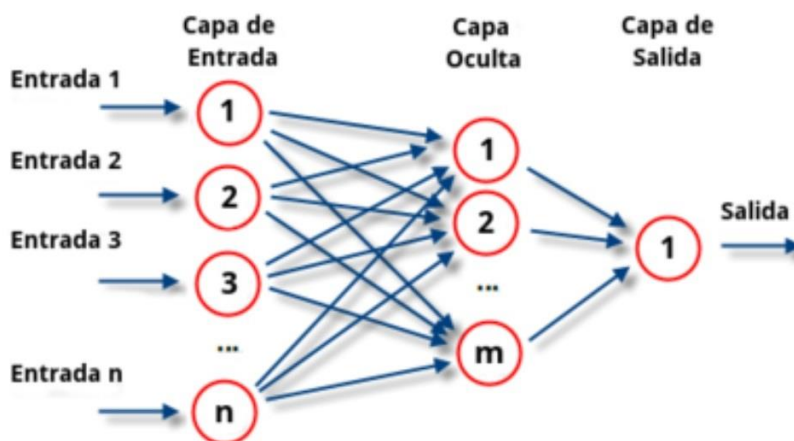 Capa de
Entrada
Capa
Oculta
Capa de
Salida
Entrada 1
1
Entrada 2
2
Entrada 3
3
...
Entrada n
n
1
2
...
m
1
Salida